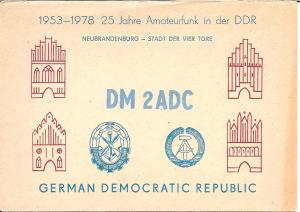 1953-1978 25 Jahre Amateurfunk in der DDR
NEUBRANDENBURG - STADT DER VIER TORE
DM 2ADC
GERMAN DEMOCRATIC REPUBLIC